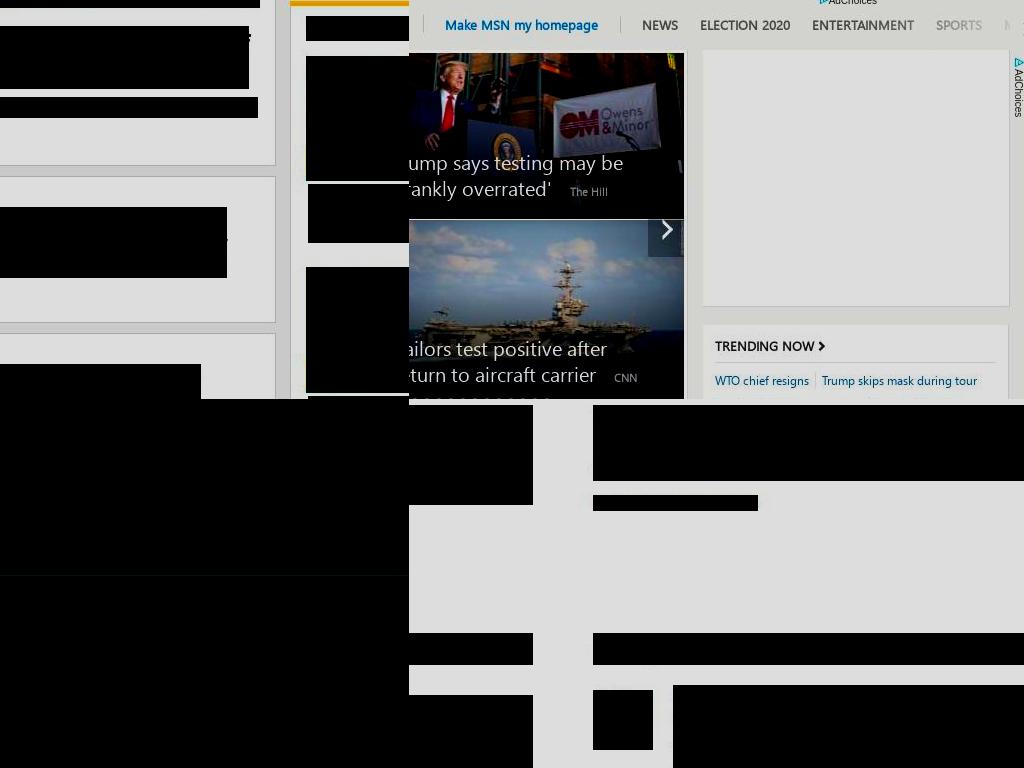 AdChoices
Make MSN my homepage
NEWS
ELECTION 2020
ENTERTAINMENT
SPORTS
AdChoices
OM Owens
&Minor
ump says testing may be
rankly overrated' The Hill
ailors test positive after
eturn to aircraft carrier CNN
TRENDING NOW
WTO chief resigns
Trump skips mask during tour